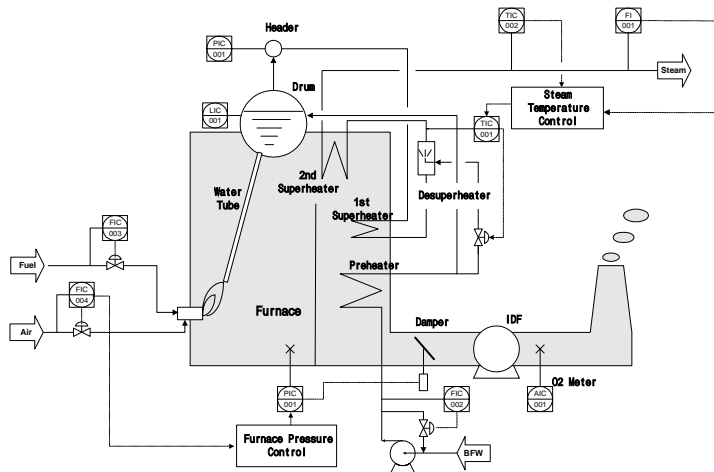 TIC
002
FI
001
Header
PIC
001
Steam
Drum
Steam
Temperature
Control
LIC
001
TIC
001
2nd
Superheater
Desuperheater
Water
Tube
1st
Superheater
FIC
003
Preheater
Fuel
FIC
004
Furnace
Damper
IDF
Air
O2 Meter
PIC
001
FIC
002
AIC
001
Furnace Pressure
Control
BFW